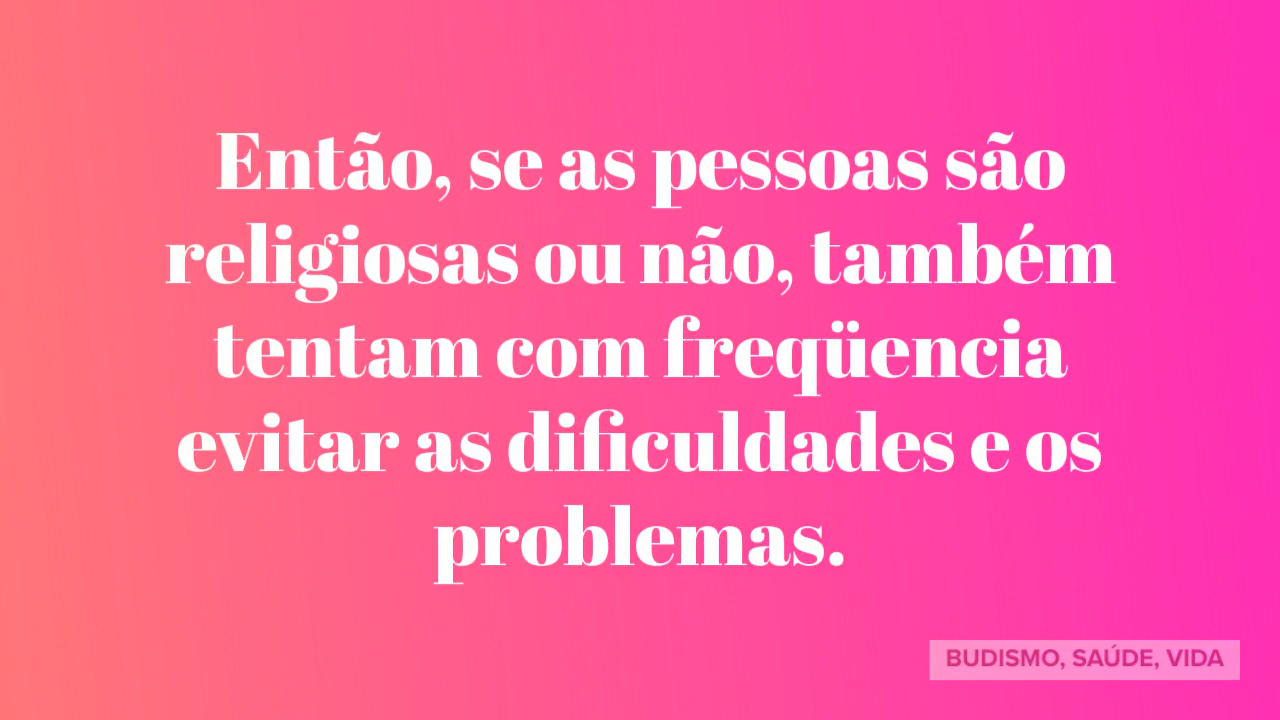 Então, se as pessoas são
religiosas ou não, também
tentam com freqüencia
evitar as dificuldades e os
problemas.
BUDISMO, SAÚDE, VIDA